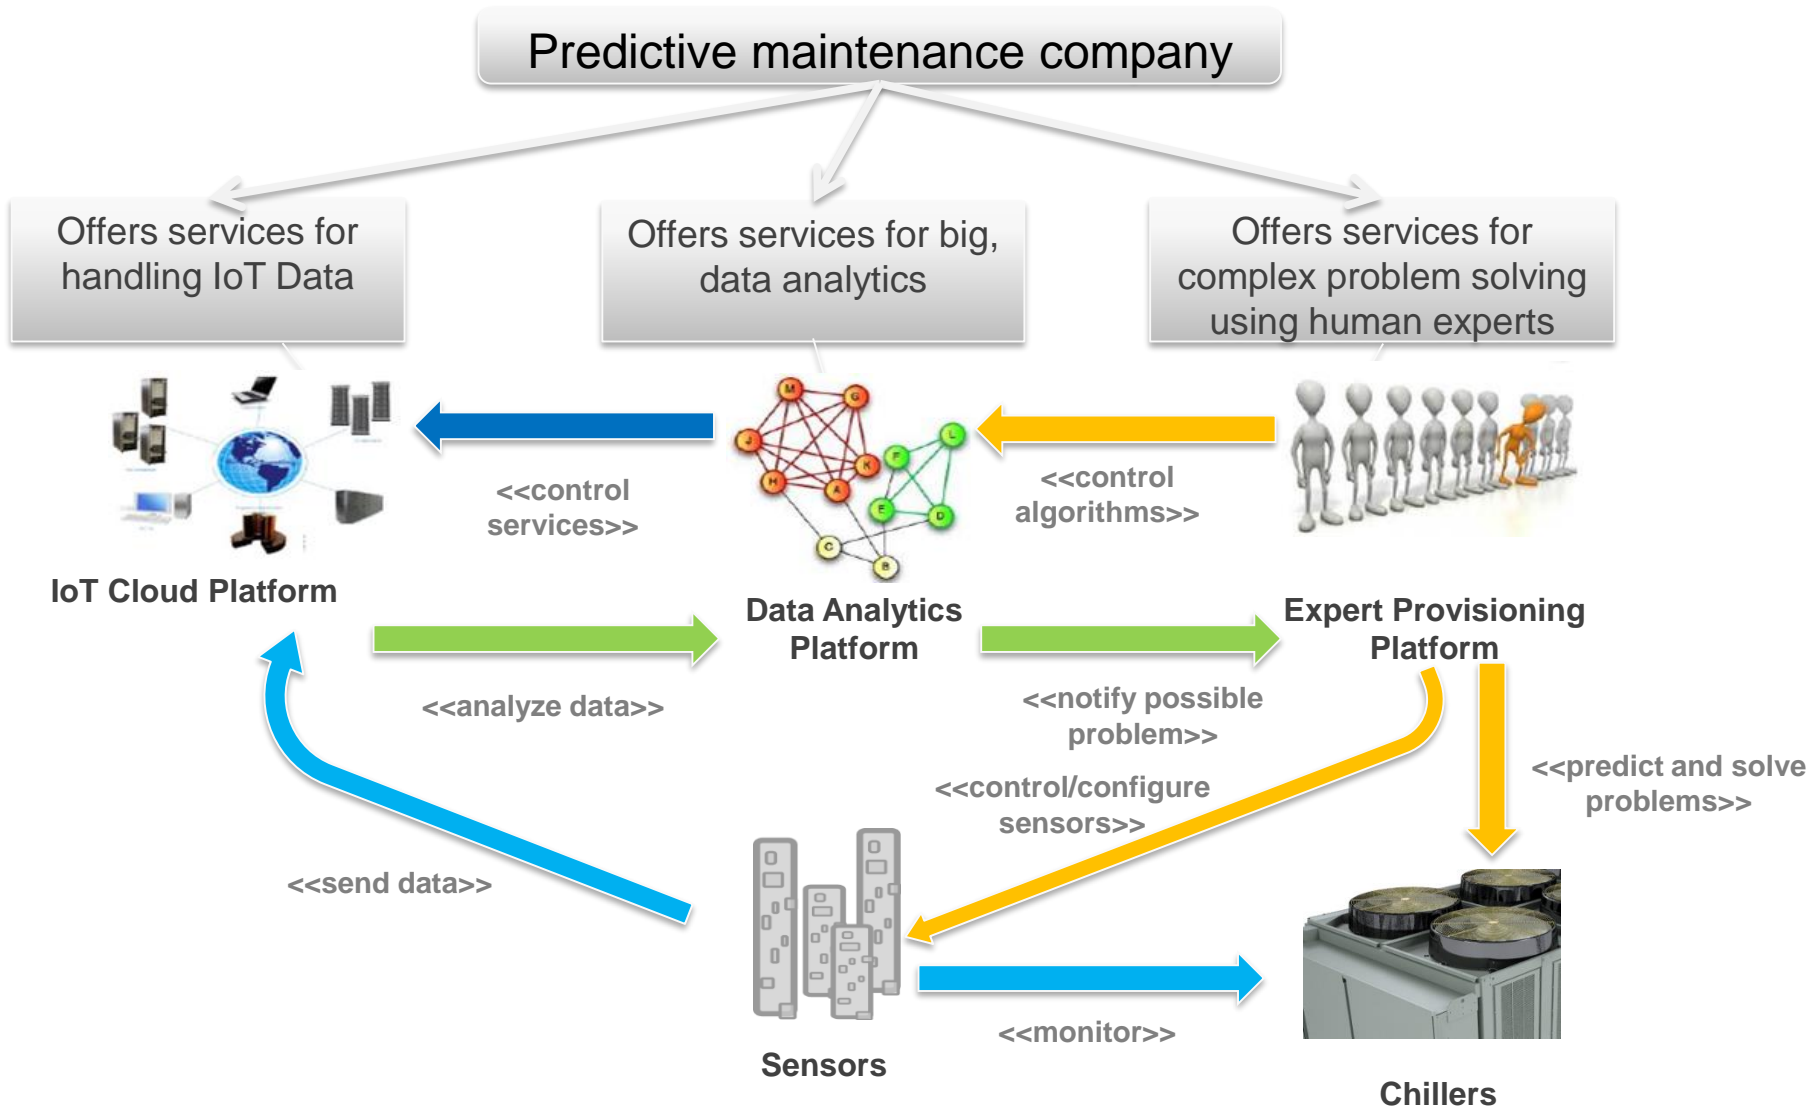 Predictive maintenance company
Offers services for
handling IoT Data
Offers services for big,
data analytics
Offers services for
complex problem solving
using human experts
M
G
J
K
H
A
L
F
E
D
C
B
<<control
services>>
<<control
algorithms>>
IoT Cloud Platform
Data Analytics
Platform
Expert Provisioning
Platform
<<analyze data>>
<<notify possible
problem>>
<<control/configure
sensors>>
<<predict and solve
problems>>
<<send data>>
<<monitor>>
Sensors
Chillers